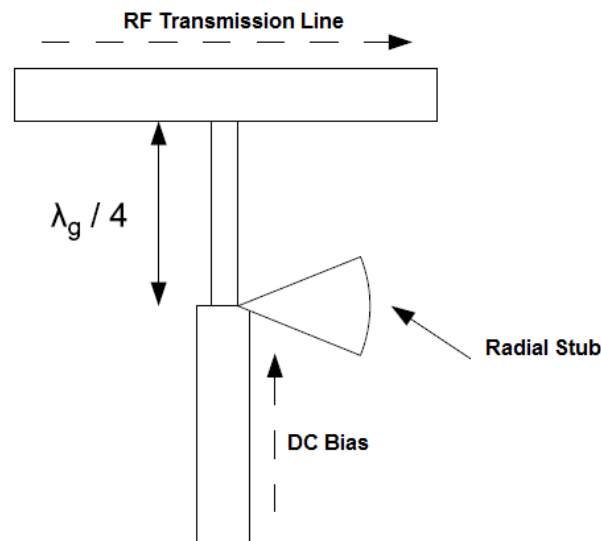 RF Transmission Line
λg / 4
Radial Stub
DC Bias